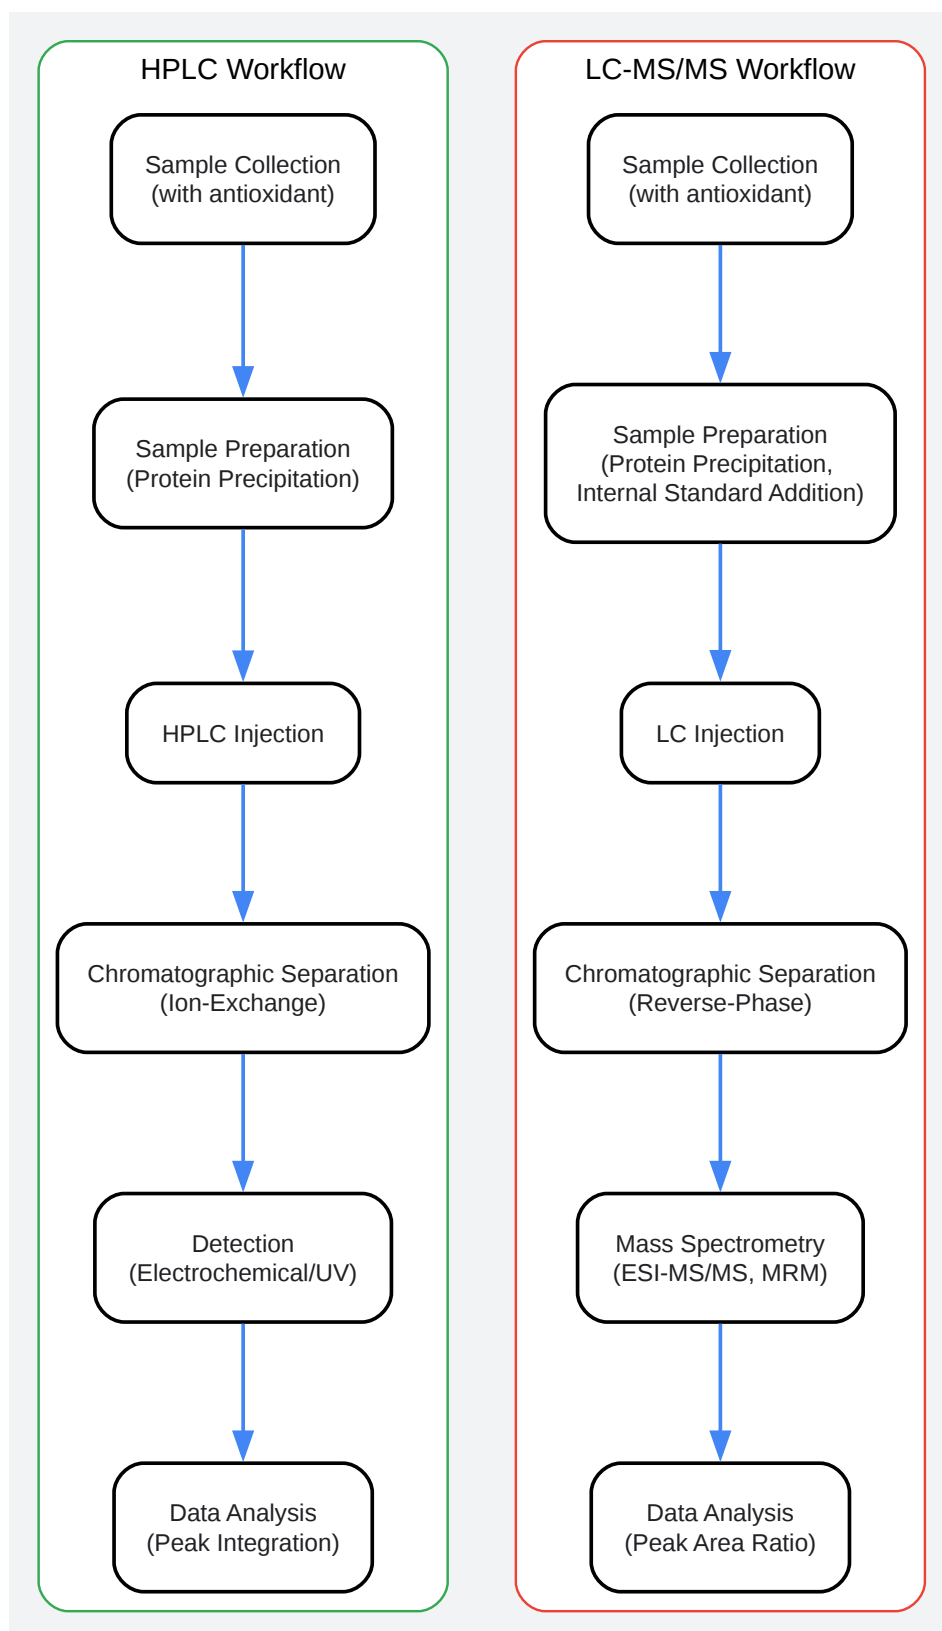 HPLC Workflow
Sample Collection
(with antioxidant)
Sample Preparation
(Protein Precipitation)
HPLC Injection
Chromatographic Separation
(Ion-Exchange)
Detection
(Electrochemical/UV)
Data Analysis
(Peak Integration)
LC-MS/MS Workflow
Sample Collection
(with antioxidant)
Sample Preparation
(Protein Precipitation,
Internal Standard Addition)
LC Injection
Chromatographic Separation
(Reverse-Phase)
Mass Spectrometry
(ESI-MS/MS, MRM)
Data Analysis
(Peak Area Ratio)